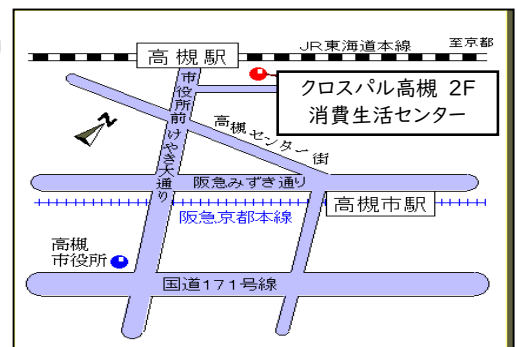 JR東海道本線
至京都
高槻駅
クロスパル高槻 2F
消費生活センター
市役所前けやき大通り
高槻センター街
N
阪急みずき通り
高槻市駅
阪急京都本線
高槻
市役所
国道171号線